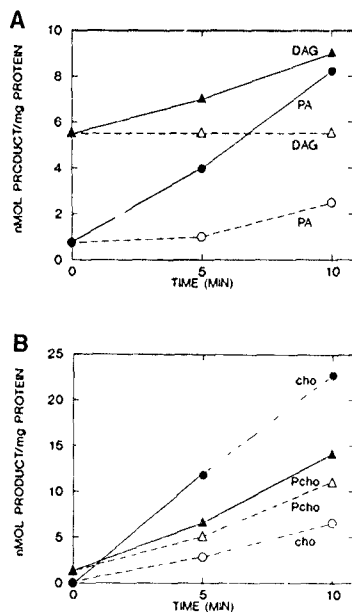 A
nMOL PRODUCT/mg PROTEIN
10
8
6
4
2
0
DAG
PA
DAG
PA
0
5
10
TIME (MIN)
B
nMOL PRODUCT/mg PROTEIN
25
20
15
10
5
0
cho
Pcho
Pcho
cho
0
5
10
TIME (MIN)